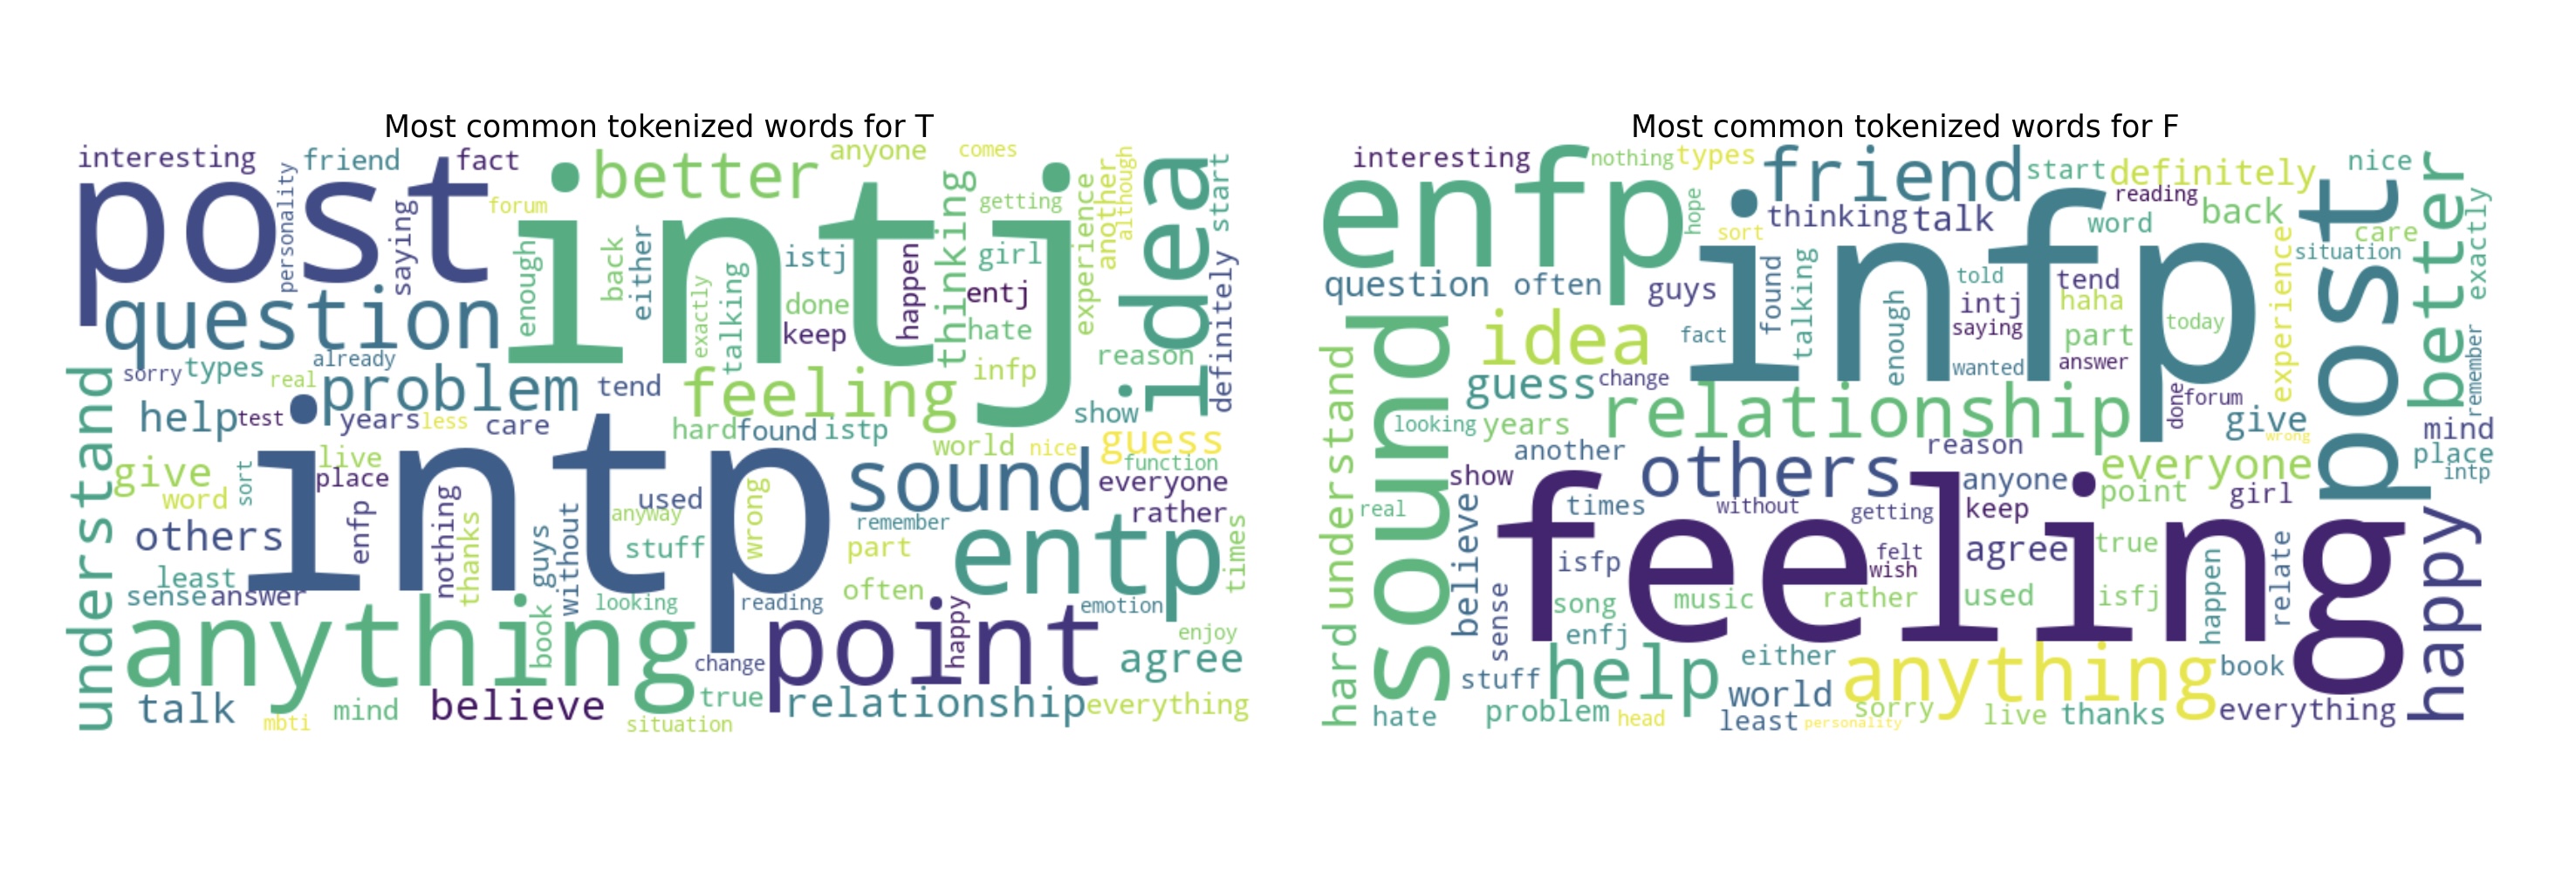 Most common tokenized words for T
interesting
friend
fact
better
anyone
comes
post
personality
saying
forum
intj
idea
start
enough
back
either
exactly
talking
istj
done
keep
happen
thinking
getting
girl
entj
hate
infp
experience
another
although
definitely
question
already
sorry
types
real
problem
tend
feeling
reason
show
understand
help
test
years
less
care
hard
found
istp
world
nice
guess
function
give
word
sort
live
place
intp
used
anyway
wrong
sound
everyone
rather
others
enfp
nothing
thanks
guys
without
stuff
remember
part
entp
times
least
sense
answer
looking
reading
often
emotion
anything
book
change
point
happy
enjoy
agree
talk
mbti
mind
believe
situation
true
relationship
everything
Most common tokenized words for F
interesting
nothing
types
friend
start
definitely
nice
enfp
hope
sort
thinking
talk
reading
word
back
care
situation
post
better
exactly
question
often
guys
infp
found
talking
enough
told
intj
saying
wanted
tend
haha
part
answer
today
experience
idea
fact
guess
change
remember
understand
sound
looking
years
relationship
done
forum
give
wrong
mind
place
intp
another
others
reason
show
anyone
everyone
point
girl
real
believe
times
without
getting
keep
feeling
isfp
felt
wish
agree
true
happen
relate
happy
sense
song
music
rather
used
isfj
enfj
hard
stuff
help
either
world
anything
book
hate
problem
head
least
personality
sorry
live
thanks
everything